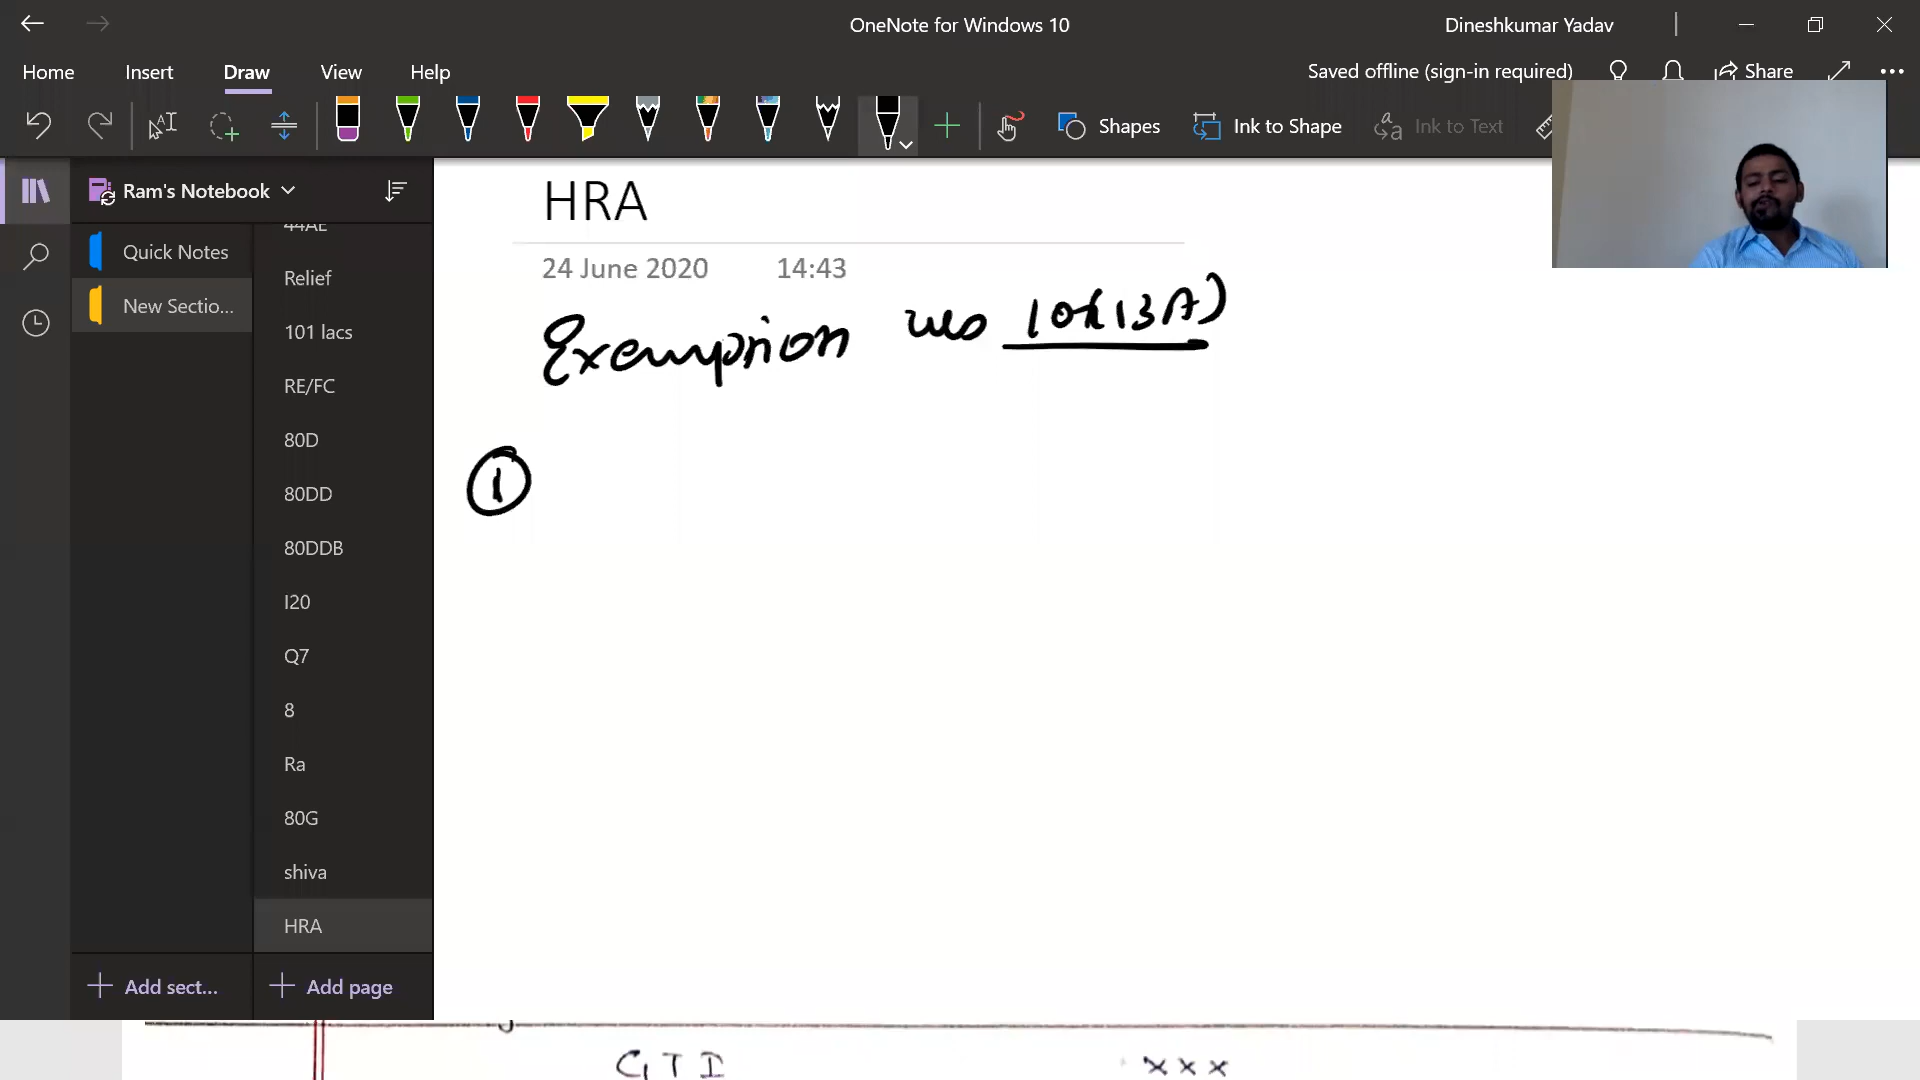 OneNote for Windows 10
Dineshkumar Yadav
Home Insert Draw View Help
Saved offline (sign-in required) Share
Shapes Ink to Shape Ink to Text
Ram's Notebook
Quick Notes
New Sectio...
44AE
Relief
101 lacs
RE/FC
80D
80DD
80DDB
I20
Q7
8
Ra
80G
shiva
HRA
Add sect...
Add page
HRA
24 June 2020 14:43
Exemption u/s 10(13A)
1
GTI xxx